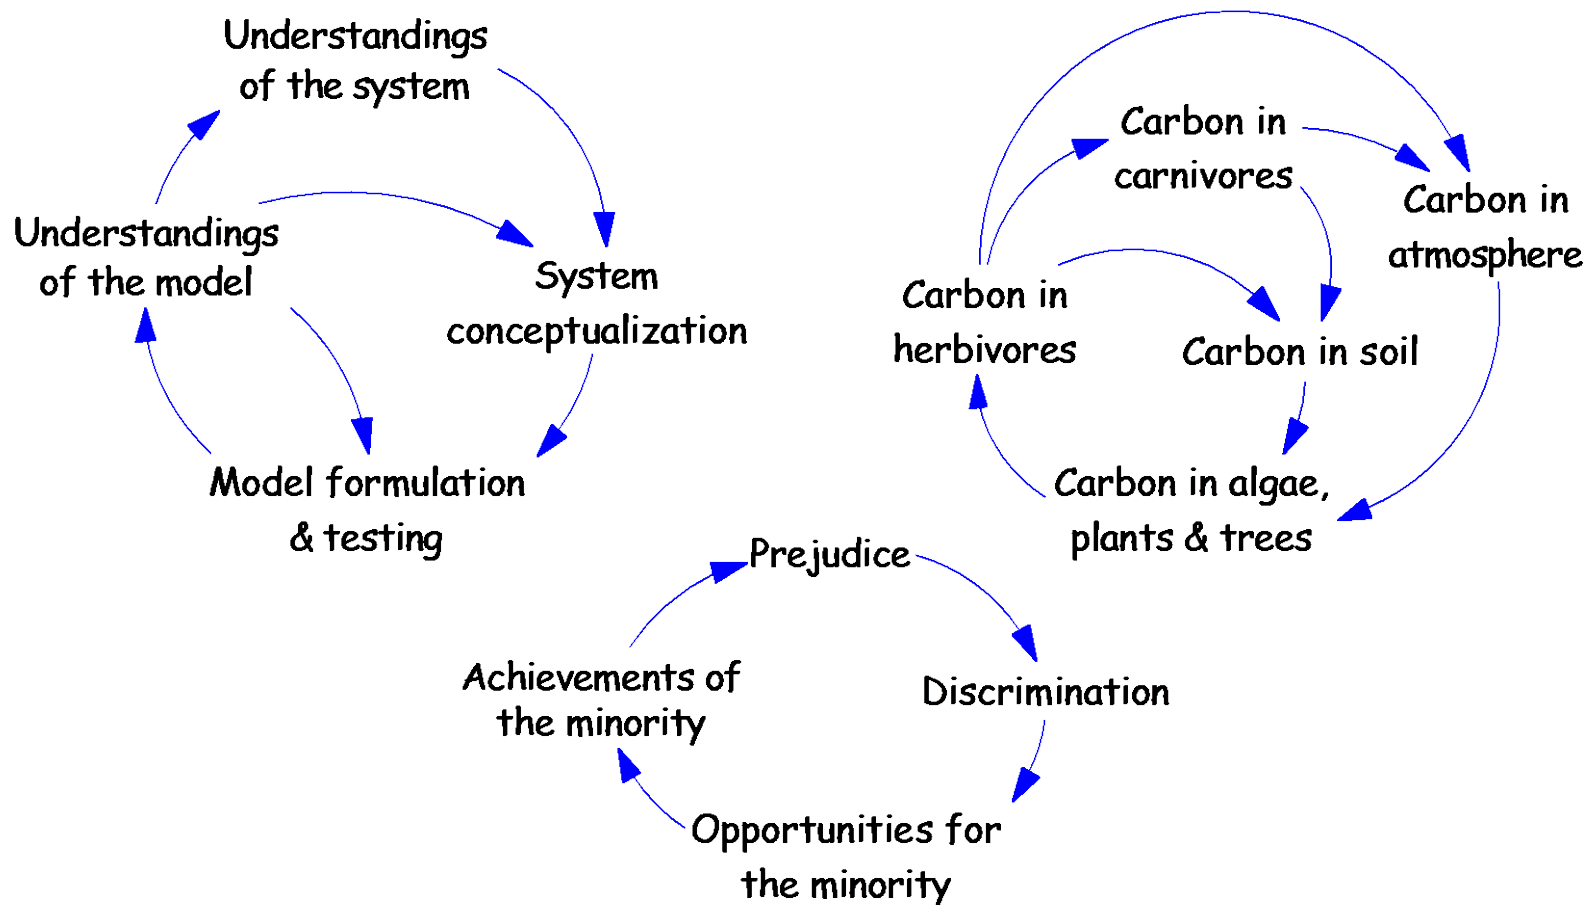 Understandings
of the system
Understandings
of the model
System
conceptualization
Model formulation
& testing
Carbon in
carnivores
Carbon in
atmosphere
Carbon in
herbivores
Carbon in soil
Carbon in algae,
plants & trees
Prejudice
Discrimination
Achievements of
the minority
Opportunities for
the minority